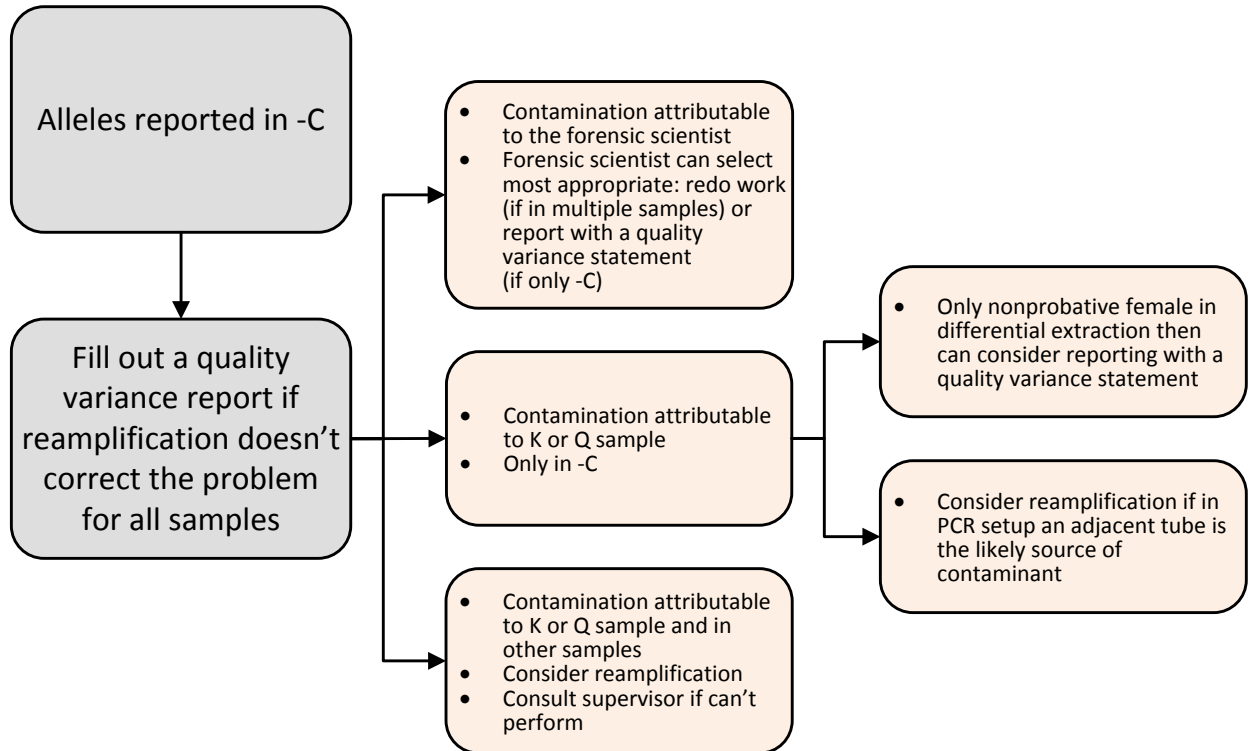 Alleles reported in -C
Fill out a quality
variance report if
reamplification doesn't
correct the problem
for all samples
• Contamination attributable
to the forensic scientist
• Forensic scientist can select
most appropriate: redo work
(if in multiple samples) or
report with a quality
variance statement
(if only -C)
• Contamination attributable
to K or Q sample
• Only in -C
• Contamination attributable
to K or Q sample and in
other samples
• Consider reamplification
• Consult supervisor if can't
perform
• Only nonprobative female in
differential extraction then
can consider reporting with a
quality variance statement
• Consider reamplification if in
PCR setup an adjacent tube is
the likely source of
contaminant